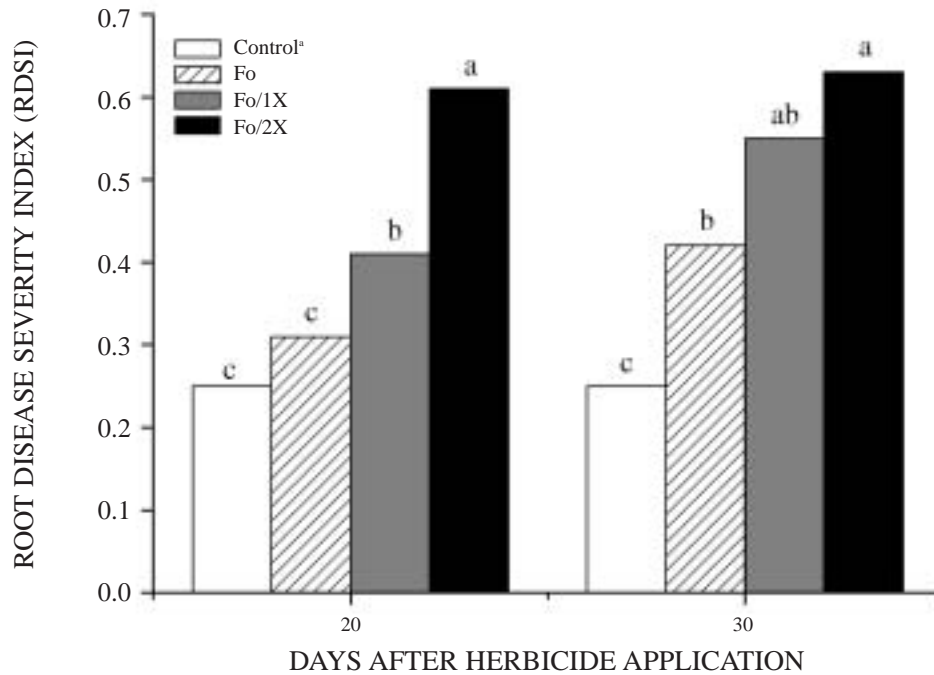 ROOT DISEASE SEVERITY INDEX (RDSI)
0.7
0.6
0.5
0.4
0.3
0.2
0.1
0.0
Controlᵃ
Fo
Fo/1X
Fo/2X
c
c
b
a
c
b
ab
a
20
30
DAYS AFTER HERBICIDE APPLICATION